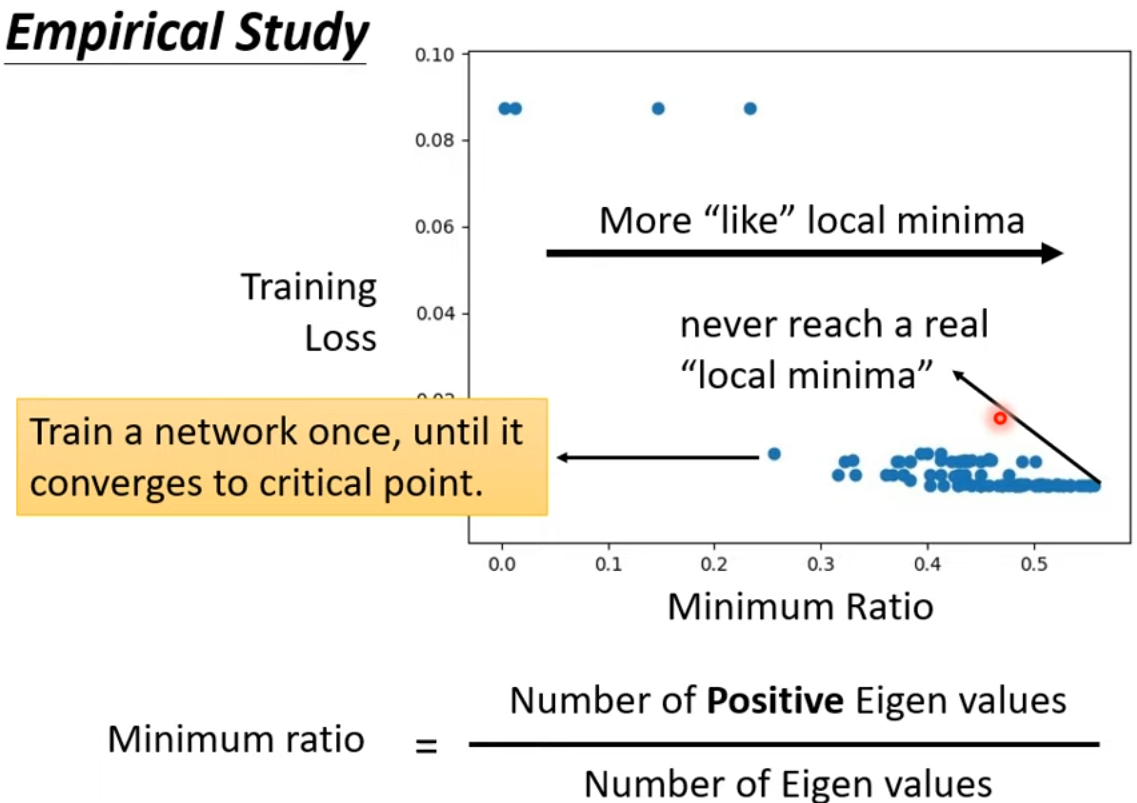 Empirical Study
0.10
0.08
0.06
0.04
More “like” local minima
Training
Loss
never reach a real
“local minima”
Train a network once, until it
converges to critical point.
0.0 0.1 0.2 0.3 0.4 0.5
Minimum Ratio
Minimum ratio = Number of Positive Eigen values
Number of Eigen values